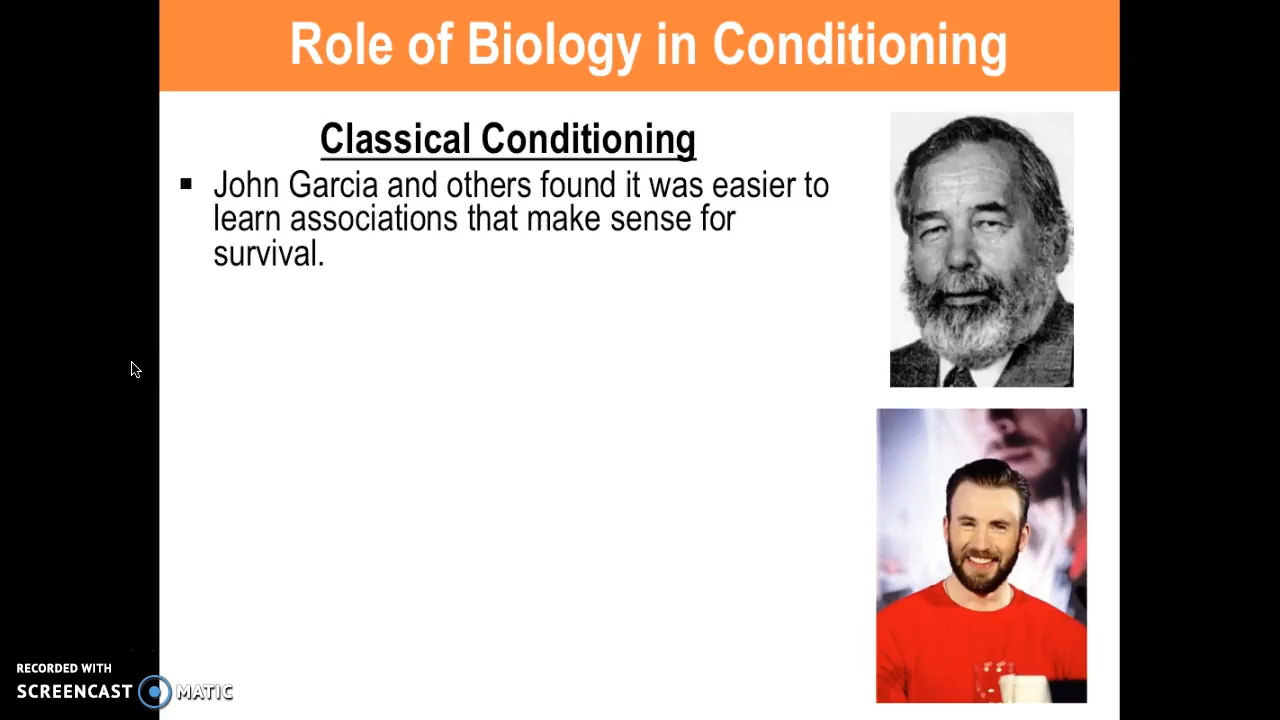 Role of Biology in Conditioning
Classical Conditioning
▪ John Garcia and others found it was easier to
learn associations that make sense for
survival.
RECORDED WITH
SCREENCAST MATIC